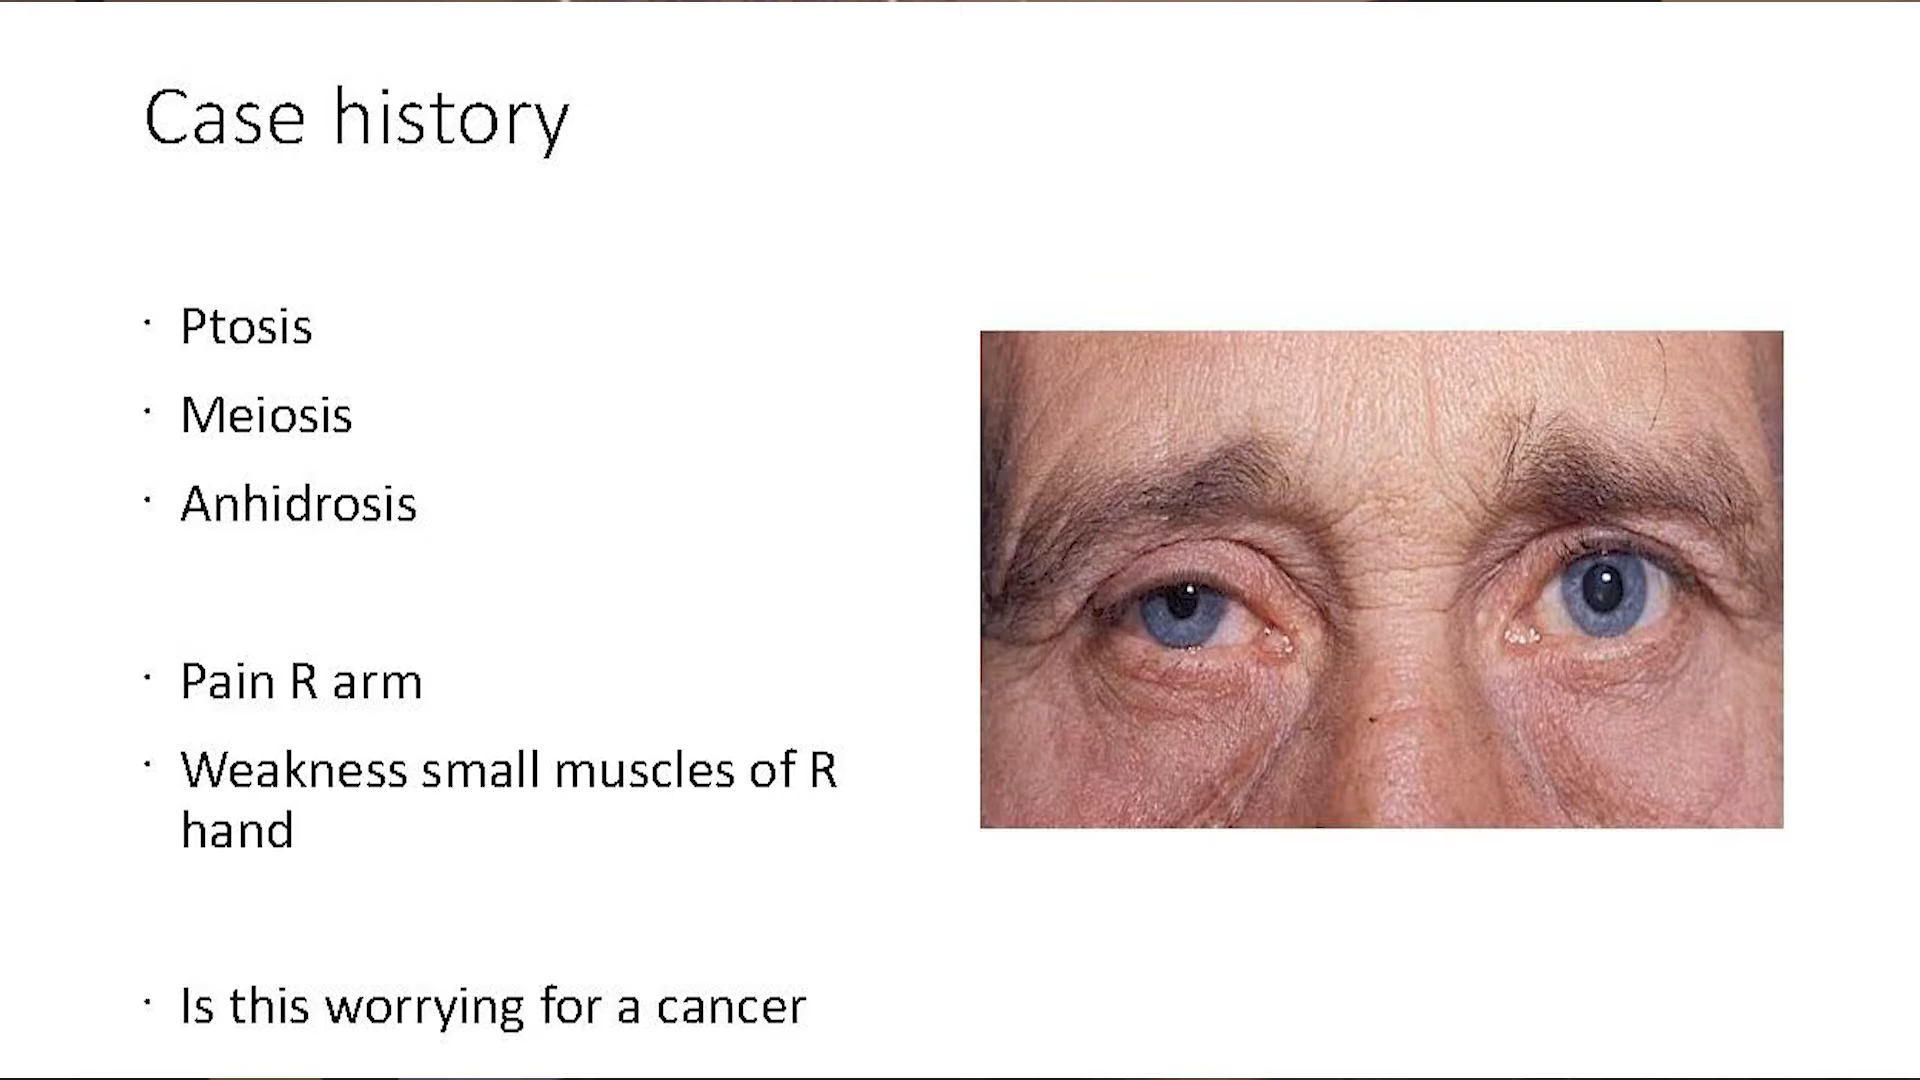 Case history
· Ptosis
· Meiosis
· Anhidrosis
· Pain R arm
· Weakness small muscles of R
hand
· Is this worrying for a cancer